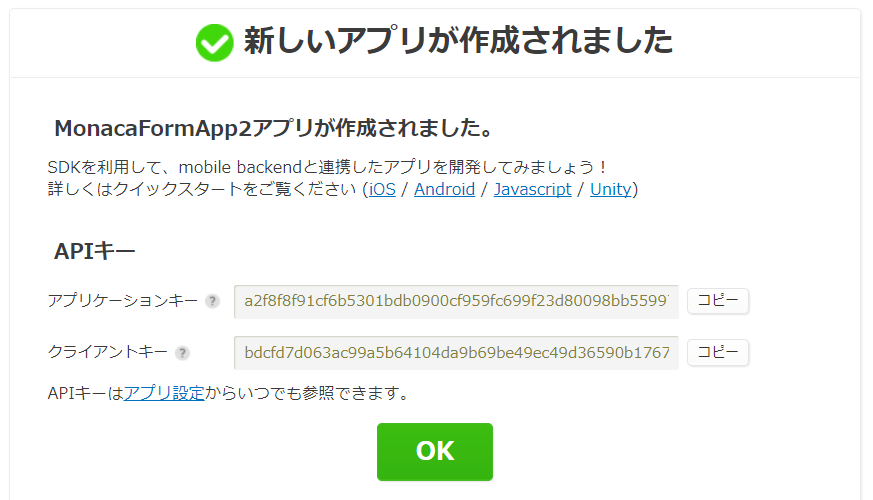 新しいアプリが作成されました
MonacaFormApp2アプリが作成されました。
SDKを利用して、mobile backendと連携したアプリを開発してみましょう！
詳しくはクイックスタートをご覧ください (iOS / Android / Javascript / Unity)
APIキー
アプリケーションキー ? a2f8f8f91cf6b5301bdb0900cf959fc699f23d80098bb5599 コピー
クライアントキー ? bdcfd7d063ac99a5b64104da9b69be49ec49d36590b1767 コピー
APIキーはアプリ設定からいつでも参照できます。
OK